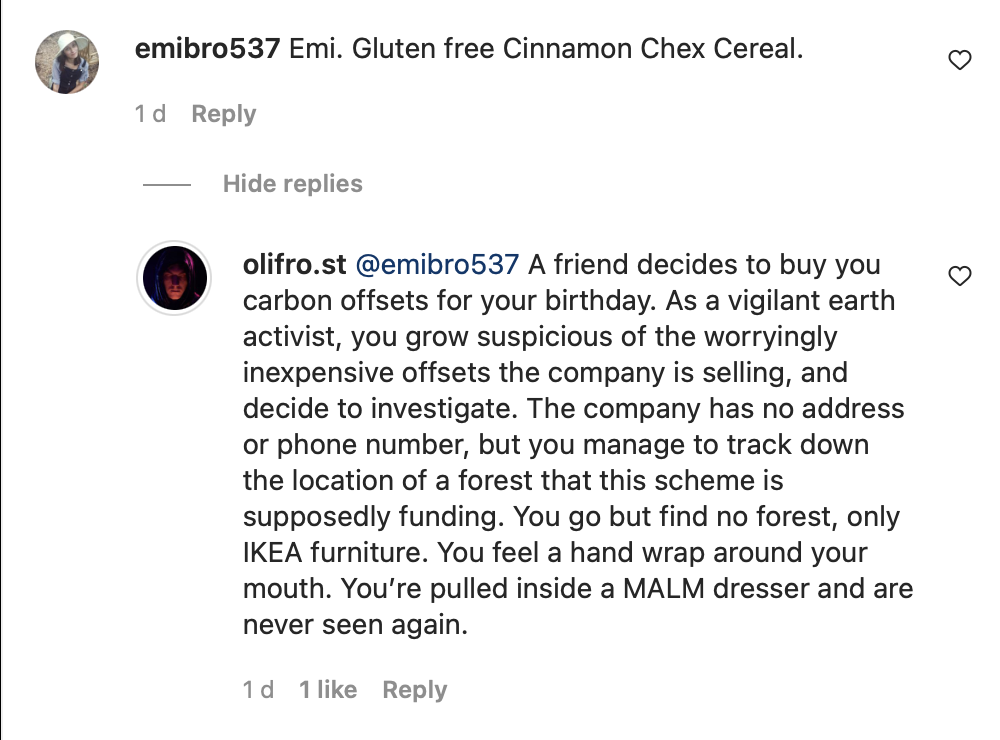 emibro537 Emi. Gluten free Cinnamon Chex Cereal.
1 d Reply
Hide replies
olifro.st @emibro537 A friend decides to buy you
carbon offsets for your birthday. As a vigilant earth
activist, you grow suspicious of the worryingly
inexpensive offsets the company is selling, and
decide to investigate. The company has no address
or phone number, but you manage to track down
the location of a forest that this scheme is
supposedly funding. You go but find no forest, only
IKEA furniture. You feel a hand wrap around your
mouth. You’re pulled inside a MALM dresser and are
never seen again.
1 d 1 like Reply